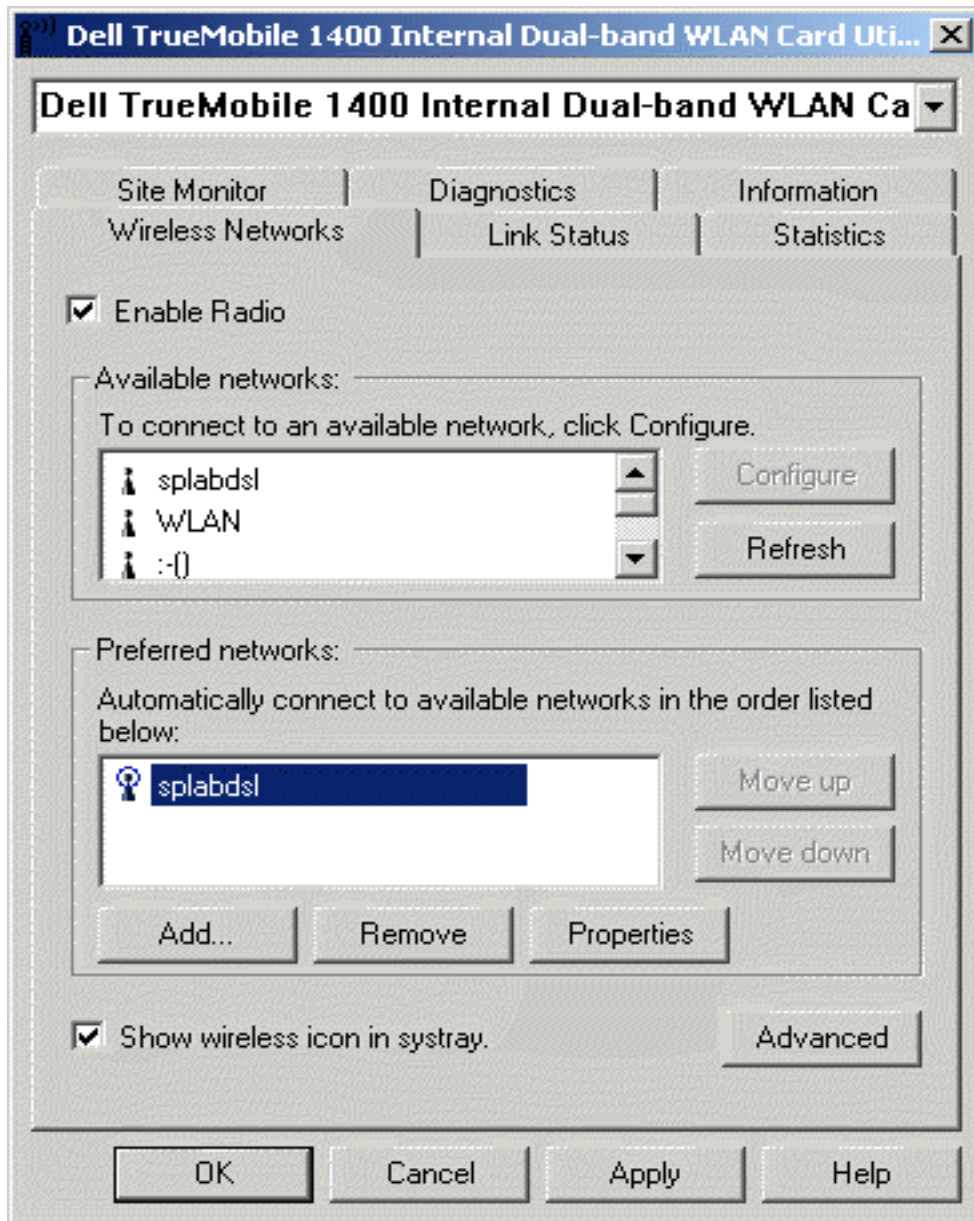 Dell TrueMobile 1400 Internal Dual-band WLAN Card Uti...
Dell TrueMobile 1400 Internal Dual-band WLAN Ca
Site Monitor Diagnostics Information
Wireless Networks Link Status Statistics
Enable Radio
Available networks:
To connect to an available network, click Configure.
splabdsl
WLAN
:-()
Configure
Refresh
Preferred networks:
Automatically connect to available networks in the order listed
below:
splabdsl
Move up
Move down
Add... Remove Properties
Show wireless icon in systray.
Advanced
OK Cancel Apply Help